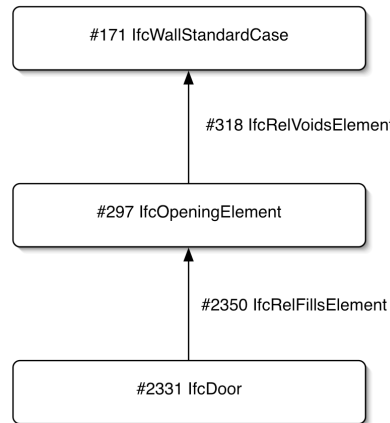 #171 IfcWallStandardCase
#318 IfcRelVoidsElement
#297 IfcOpeningElement
#2350 IfcRelFillsElement
#2331 IfcDoor